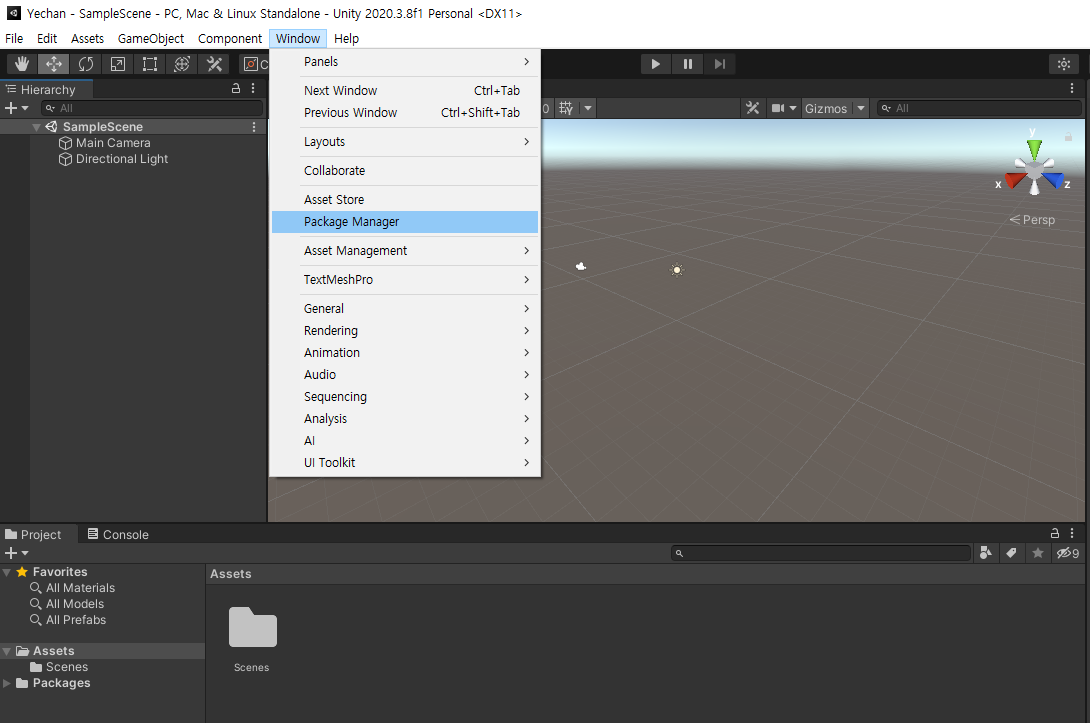 Yechan - SampleScene - PC, Mac & Linux Standalone - Unity 2020.3.8f1 Personal <DX11>
File Edit Assets GameObject Component Window Help
Panels
Next Window Ctrl+Tab
Previous Window Ctrl+Shift+Tab
Layouts
Collaborate
Asset Store
Package Manager
Asset Management
TextMeshPro
General
Rendering
Animation
Audio
Sequencing
Analysis
AI
UI Toolkit
C
Hierarchy
All
SampleScene
Main Camera
Directional Light
0
Gizmos
All
y
x
z
Persp
Project Console
9
Favorites
All Materials
All Models
All Prefabs
Assets
Scenes
Packages
Assets
Scenes